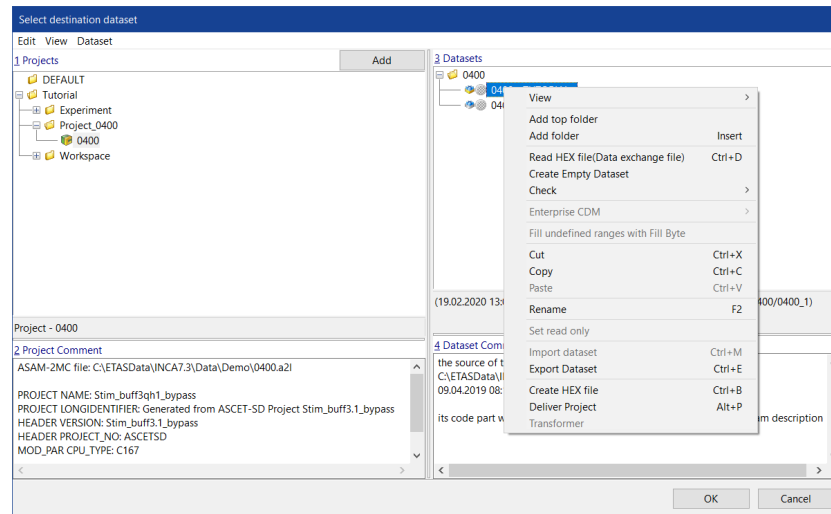 Select destination dataset
Edit View Dataset
1 Projects
Add
DEFAULT
Tutorial
Experiment
Project_0400
0400
Workspace
Project - 0400
2 Project Comment
ASAM-2MC file: C:\ETASData\INCA7.3\Data\Demo\0400.a2l
PROJECT NAME: Stim_buff3qh1_bypass
PROJECT LONGIDENTIFIER: Generated from ASCET-SD Project Stim_buff3.1_bypass
HEADER VERSION: Stim_buff3.1_bypass
HEADER PROJECT_NO: ASCETSD
MOD_PAR CPU_TYPE: C167
3 Datasets
0400
View
Add top folder
Add folder Insert
Read HEX file(Data exchange file) Ctrl+D
Create Empty Dataset
Check
Enterprise CDM
Fill undefined ranges with Fill Byte
Cut Ctrl+X
Copy Ctrl+C
Paste Ctrl+V
Rename F2
Set read only
Import dataset Ctrl+M
Export Dataset Ctrl+E
Create HEX file Ctrl+B
Deliver Project Alt+P
Transformer
(19.02.2020 400/0400_1)
4 Dataset
the source of
09.04.2019
its code part description
OK Cancel